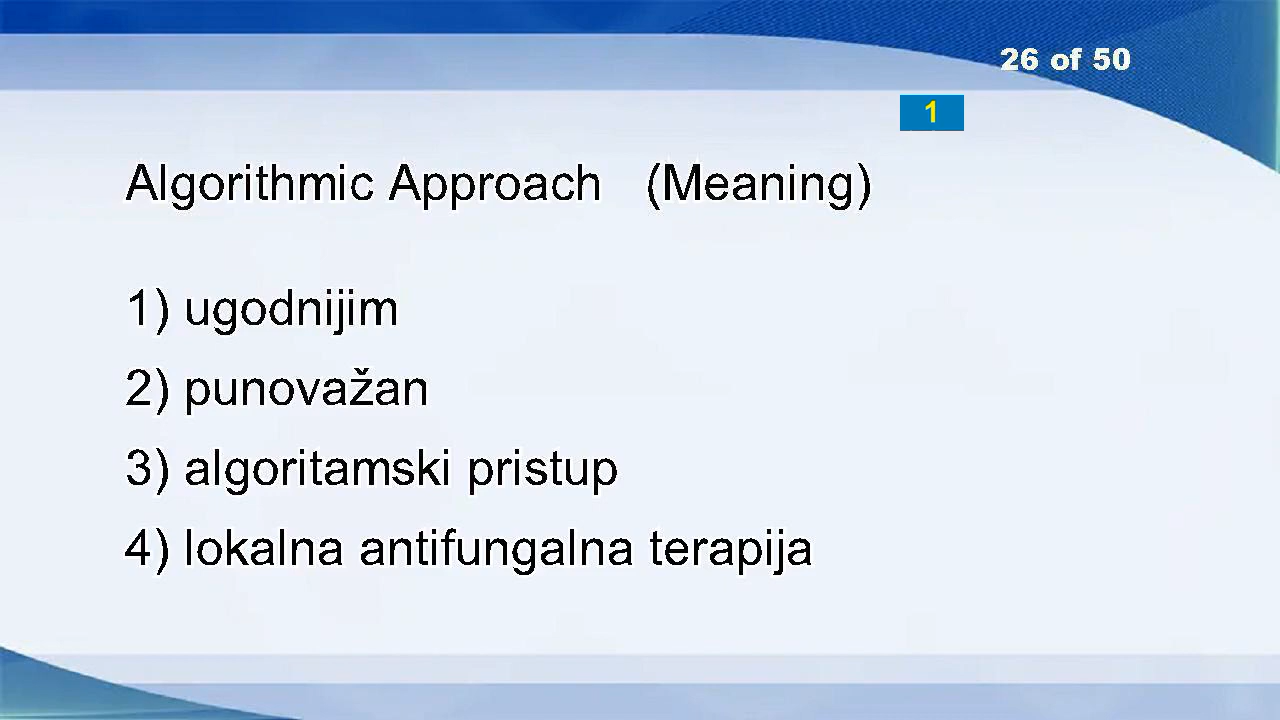 26 of 50
1
Algorithmic Approach (Meaning)
1) ugodnijim
2) punovažan
3) algoritamski pristup
4) lokalna antifungalna terapija